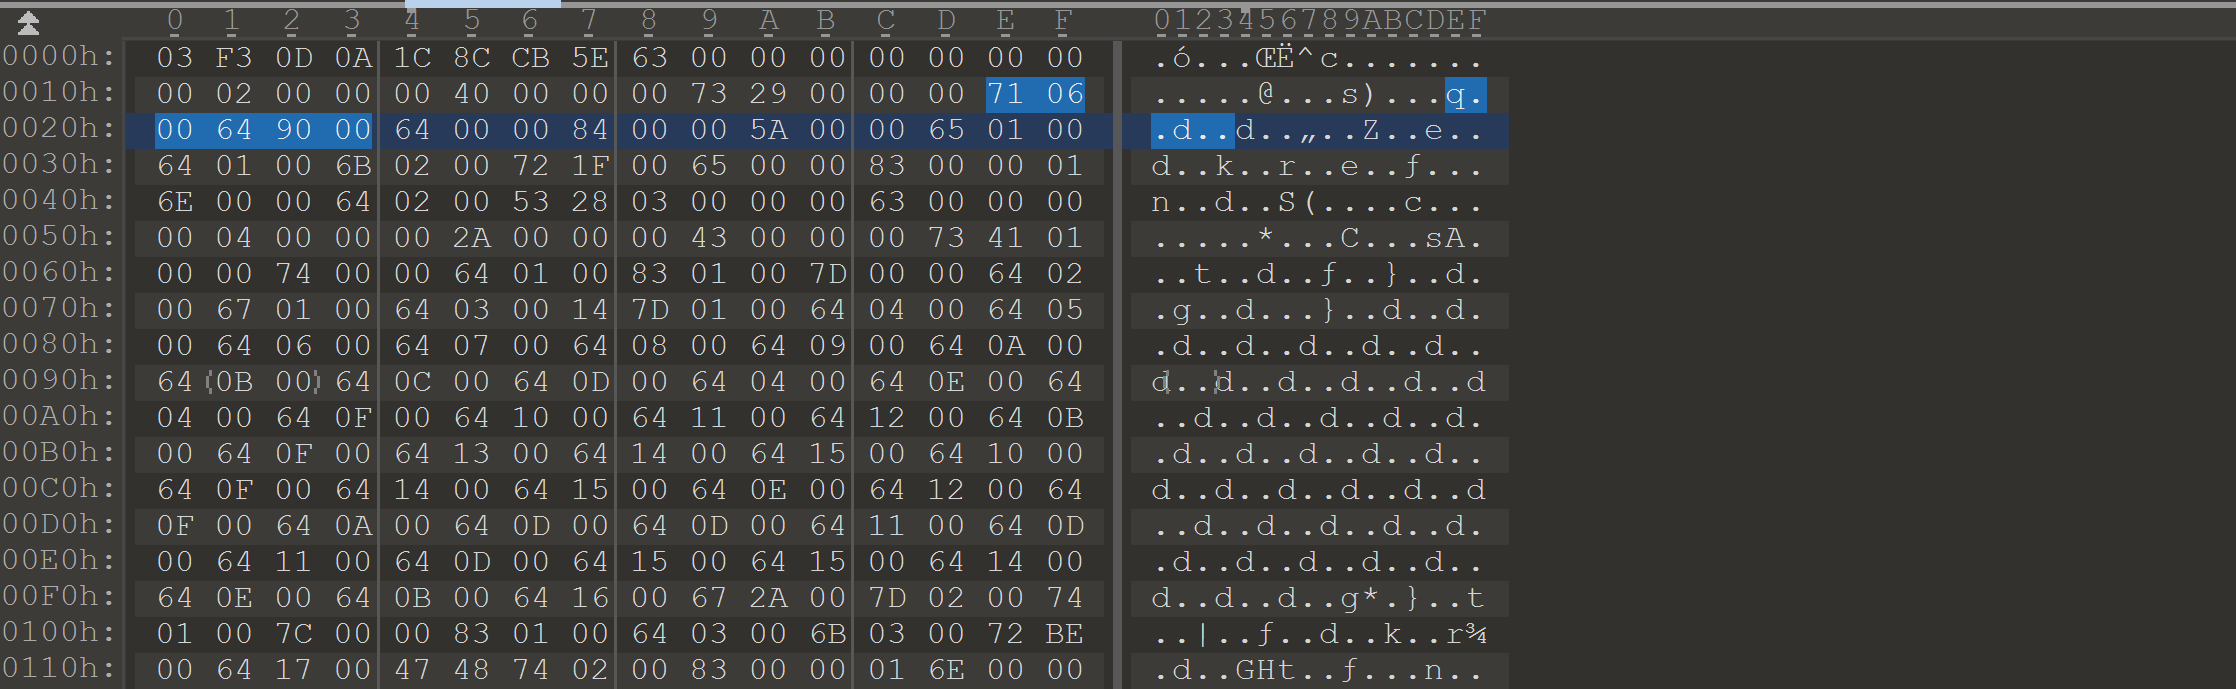 0 1 2 3 4 5 6 7 8 9 A B C D E F 0123456789ABCDEF
0000h: 03 F3 0D 0A 1C 8C CB 5E 63 00 00 00 00 00 00 00 .ó...ŒË^c.......
0010h: 00 02 00 00 00 40 00 00 00 73 29 00 00 00 71 06 .....@...s)...q.
0020h: 00 64 90 00 64 00 00 84 00 00 5A 00 00 65 01 00 .d..d..„..Z..e..
0030h: 64 01 00 6B 02 00 72 1F 00 65 00 00 83 00 00 01 d..k..r..e..ƒ...
0040h: 6E 00 00 64 02 00 53 28 03 00 00 00 63 00 00 00 n..d..S(....c...
0050h: 00 04 00 00 00 2A 00 00 00 43 00 00 00 73 41 01 .....*...C...sA.
0060h: 00 00 74 00 00 64 01 00 83 01 00 7D 00 00 64 02 ..t..d..ƒ..}..d.
0070h: 00 67 01 00 64 03 00 14 7D 01 00 64 04 00 64 05 .g..d...}..d..d.
0080h: 00 64 06 00 64 07 00 64 08 00 64 09 00 64 0A 00 .d..d..d..d..d..
0090h: 64 0B 00 64 0C 00 64 0D 00 64 04 00 64 0E 00 64 d..d..d..d..d..d
00A0h: 04 00 64 0F 00 64 10 00 64 11 00 64 12 00 64 0B ..d..d..d..d..d.
00B0h: 00 64 0F 00 64 13 00 64 14 00 64 15 00 64 10 00 .d..d..d..d..d..
00C0h: 64 0F 00 64 14 00 64 15 00 64 0E 00 64 12 00 64 d..d..d..d..d..d
00D0h: 0F 00 64 0A 00 64 0D 00 64 0D 00 64 11 00 64 0D ..d..d..d..d..d.
00E0h: 00 64 11 00 64 0D 00 64 15 00 64 15 00 64 14 00 .d..d..d..d..d..
00F0h: 64 0E 00 64 0B 00 64 16 00 67 2A 00 7D 02 00 74 d..d..d..g*.}..t
0100h: 01 00 7C 00 00 83 01 00 64 03 00 6B 03 00 72 BE ..|..ƒ..d..k..r¾
0110h: 00 64 17 00 47 48 74 02 00 83 00 00 01 6E 00 00 .d..GHt..ƒ...n..